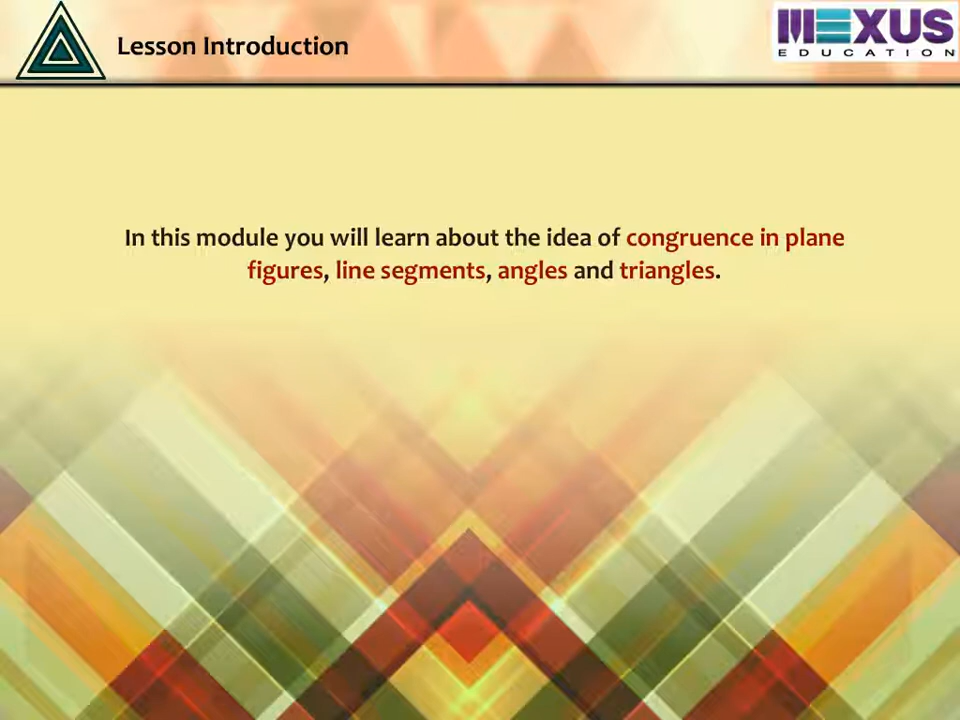 Lesson Introduction
MEXUS
EDUCATION
In this module you will learn about the idea of congruence in plane
figures, line segments, angles and triangles.